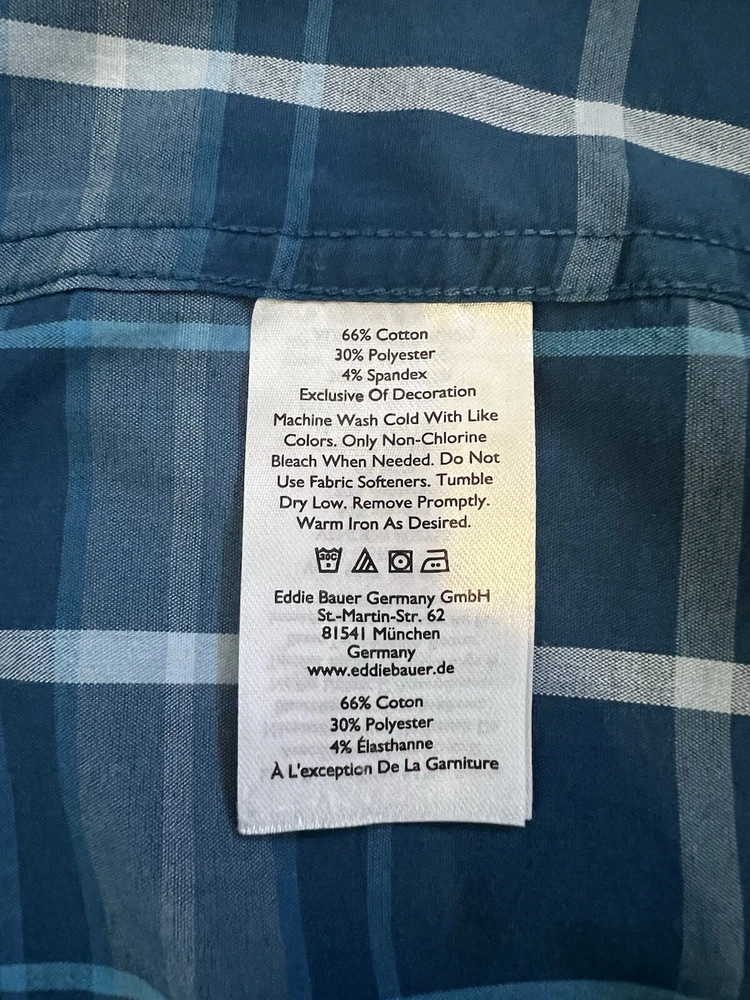 66% Cotton
30% Polyester
4% Spandex
Exclusive Of Decoration
Machine Wash Cold With Like
Colors. Only Non-Chlorine
Bleach When Needed. Do Not
Use Fabric Softeners. Tumble
Dry Low. Remove Promptly.
Warm Iron As Desired.
30C
Eddie Bauer Germany GmbH
St.-Martin-Str. 62
81541 München
Germany
www.eddiebauer.de
66% Coton
30% Polyester
4% Élasthanne
À L'exception De La Garniture